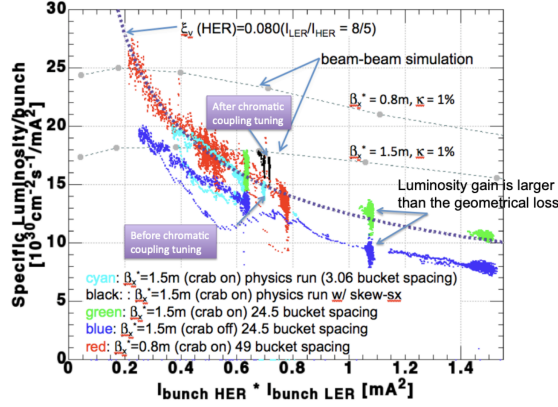 30
25
20
15
10
5
0
Specific Luminosity/bunch
[10^30cm^-2s^-1/mA^2]
ξy (HER)=0.080(I_LER/I_HER = 8/5)
beam-beam simulation
After chromatic
coupling tuning
βx*= 0.8m, κ = 1%
βx*= 1.5m, κ = 1%
Luminosity gain is larger
than the geometrical loss
Before chromatic
coupling tuning
cyan: βx*=1.5m (crab on) physics run (3.06 bucket spacing)
black: : βx*=1.5m (crab on) physics run w/ skew-sx
green: βx*=1.5m (crab on) 24.5 bucket spacing
blue: βx*=1.5m (crab off) 24.5 bucket spacing
red: βx*=0.8m (crab on) 49 bucket spacing
0 0.2 0.4 0.6 0.8 1 1.2 1.4
I_bunch HER * I_bunch LER [mA^2]